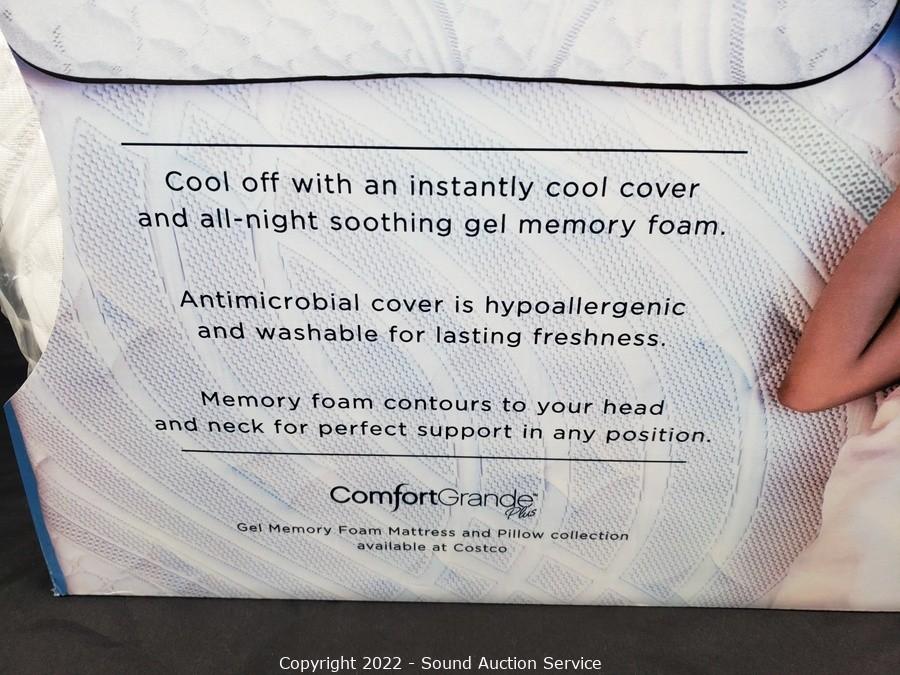 Cool off with an instantly cool cover
and all-night soothing gel memory foam.
Antimicrobial cover is hypoallergenic
and washable for lasting freshness.
Memory foam contours to your head
and neck for perfect support in any position.
ComfortGrande™
Plus
Gel Memory Foam Mattress and Pillow collection
available at Costco
Copyright 2022 - Sound Auction Service